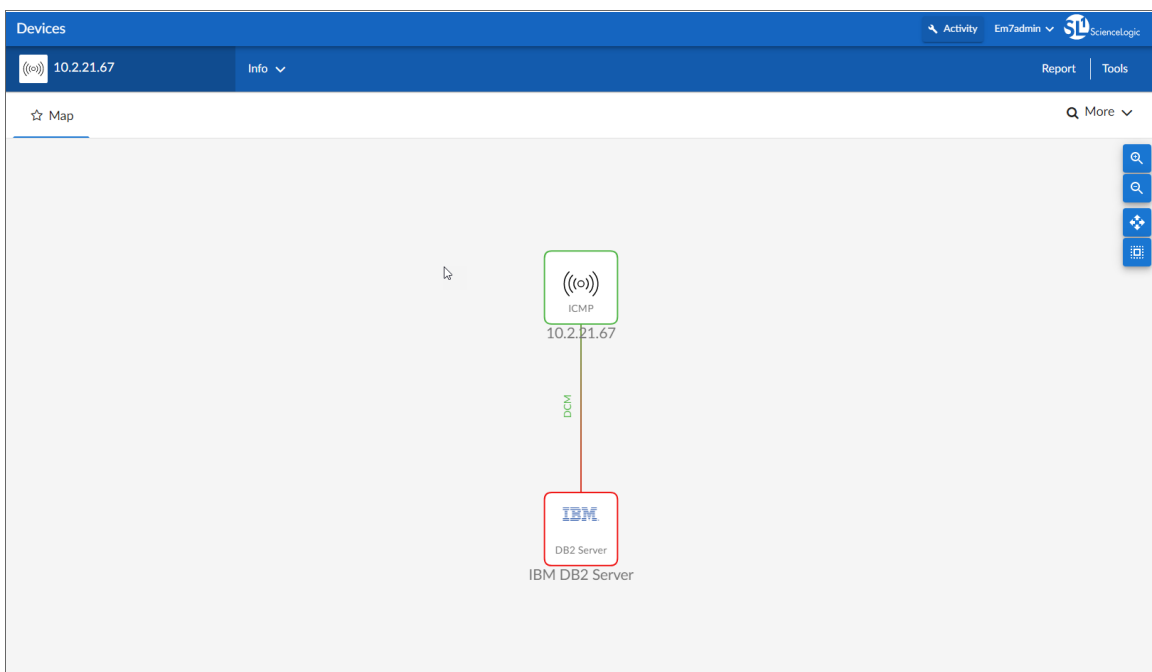 Devices
Activity Em7admin SL1 ScienceLogic
10.2.21.67 Info Report Tools
Map More
ICMP
10.2.21.67
DCM
IBM
DB2 Server
IBM DB2 Server